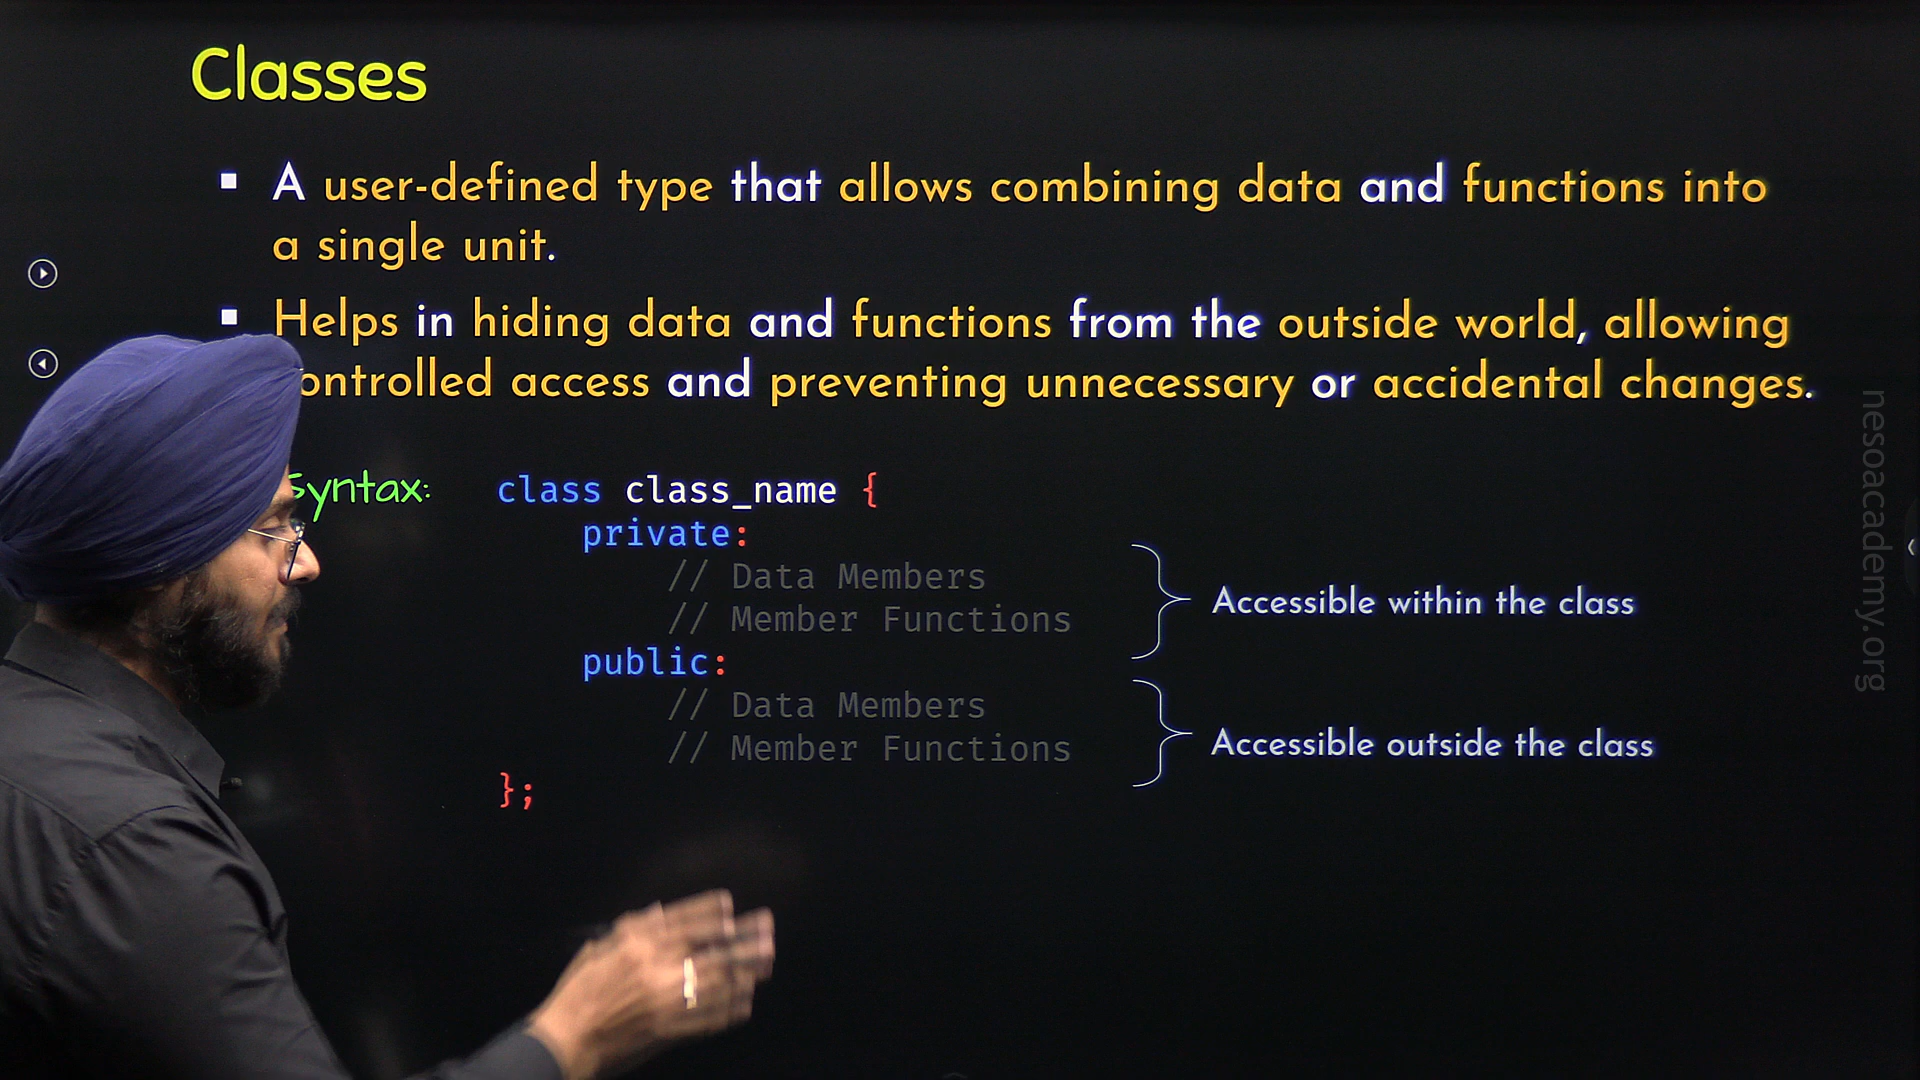 Classes
▪ A user-defined type that allows combining data and functions into
a single unit.
▪ Helps in hiding data and functions from the outside world, allowing
ontrolled access and preventing unnecessary or accidental changes.
Syntax:
class class_name {
private:
// Data Members
// Member Functions
public:
// Data Members
// Member Functions
};
Accessible within the class
Accessible outside the class
nesoacademy.org